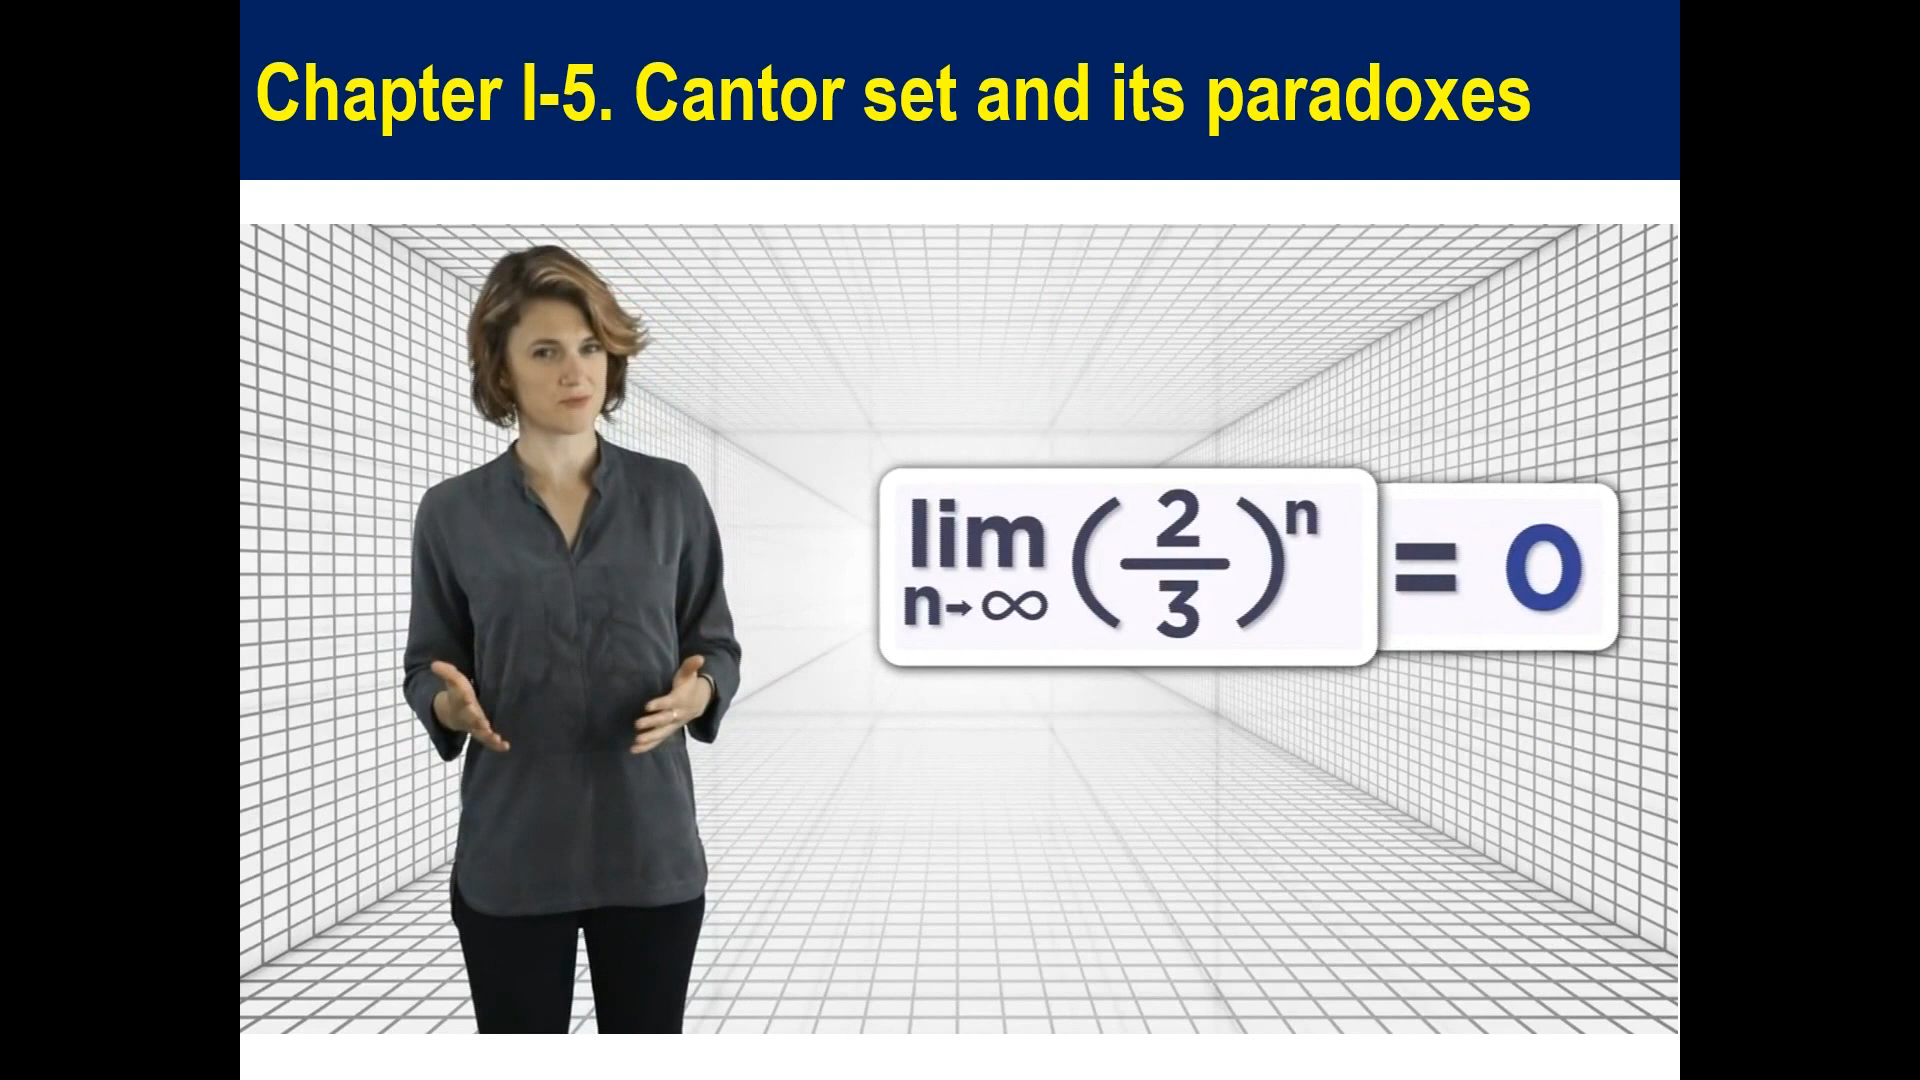 Chapter I-5. Cantor set and its paradoxes
lim n→∞ (2/3)^n = 0